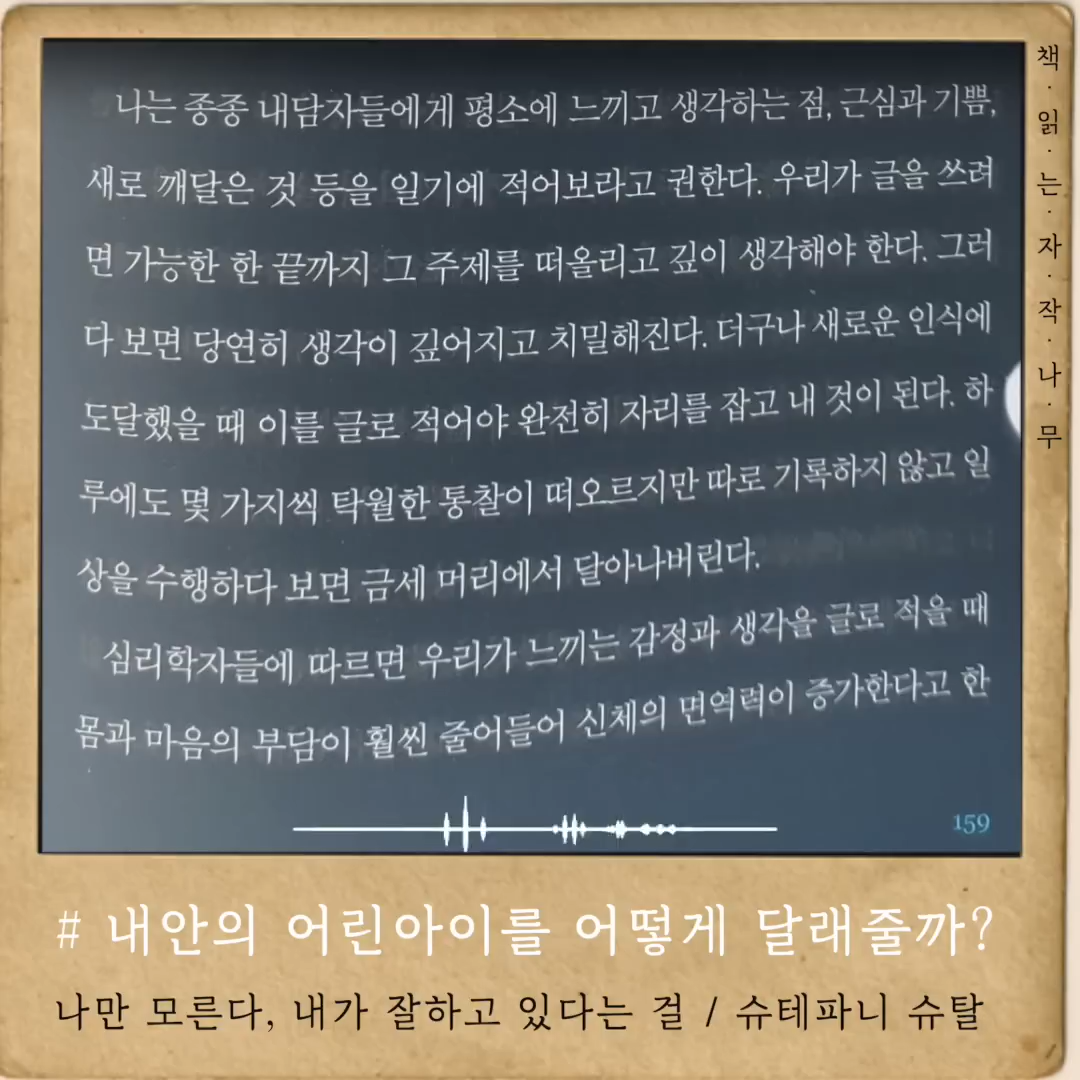 나는 종종 내담자들에게 평소에 느끼고 생각하는 점, 근심과 기쁨,
새로 깨달은 것 등을 일기에 적어보라고 권한다. 우리가 글을 쓰려
면 가능한 한 끝까지 그 주제를 떠올리고 깊이 생각해야 한다. 그러
다 보면 당연히 생각이 깊어지고 치밀해진다. 더구나 새로운 인식에
도달했을 때 이를 글로 적어야 완전히 자리를 잡고 내 것이 된다. 하
루에도 몇 가지씩 탁월한 통찰이 떠오르지만 따로 기록하지 않고 일
상을 수행하다 보면 금세 머리에서 달아나버린다.
심리학자들에 따르면 우리가 느끼는 감정과 생각을 글로 적을 때
몸과 마음의 부담이 훨씬 줄어들어 신체의 면역력이 증가한다고 한
159
책·읽·는·자·작·나·무
# 내안의 어린아이를 어떻게 달래줄까?
나만 모른다, 내가 잘하고 있다는 걸 / 슈테파니 슈탈